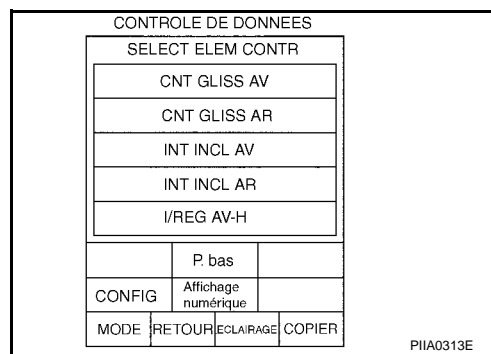 CONTROLE DE DONNEES
SELECT ELEM CONTR
CNT GLISS AV
CNT GLISS AR
INT INCL AV
INT INCL AR
I/REG AV-H
P. bas
CONFIG
Affichage
numérique
MODE RETOUR ECLAIRAGE COPIER
PIIA0313E